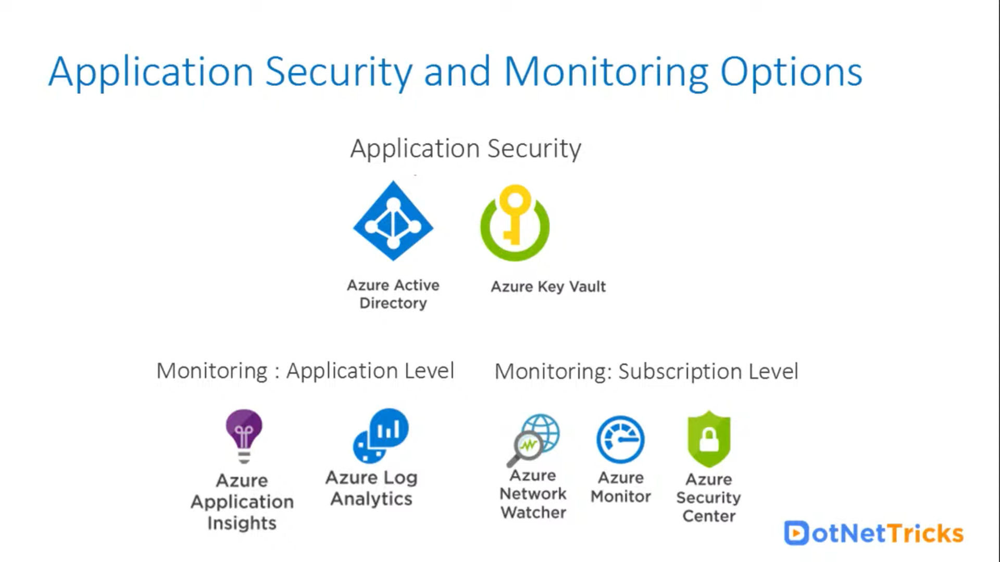 Application Security and Monitoring Options
Application Security
Azure Active
Directory
Azure Key Vault
Monitoring : Application Level
Azure
Application
Insights
Azure Log
Analytics
Monitoring: Subscription Level
Azure
Network
Watcher
Azure
Monitor
Azure
Security
Center
DotNetTricks